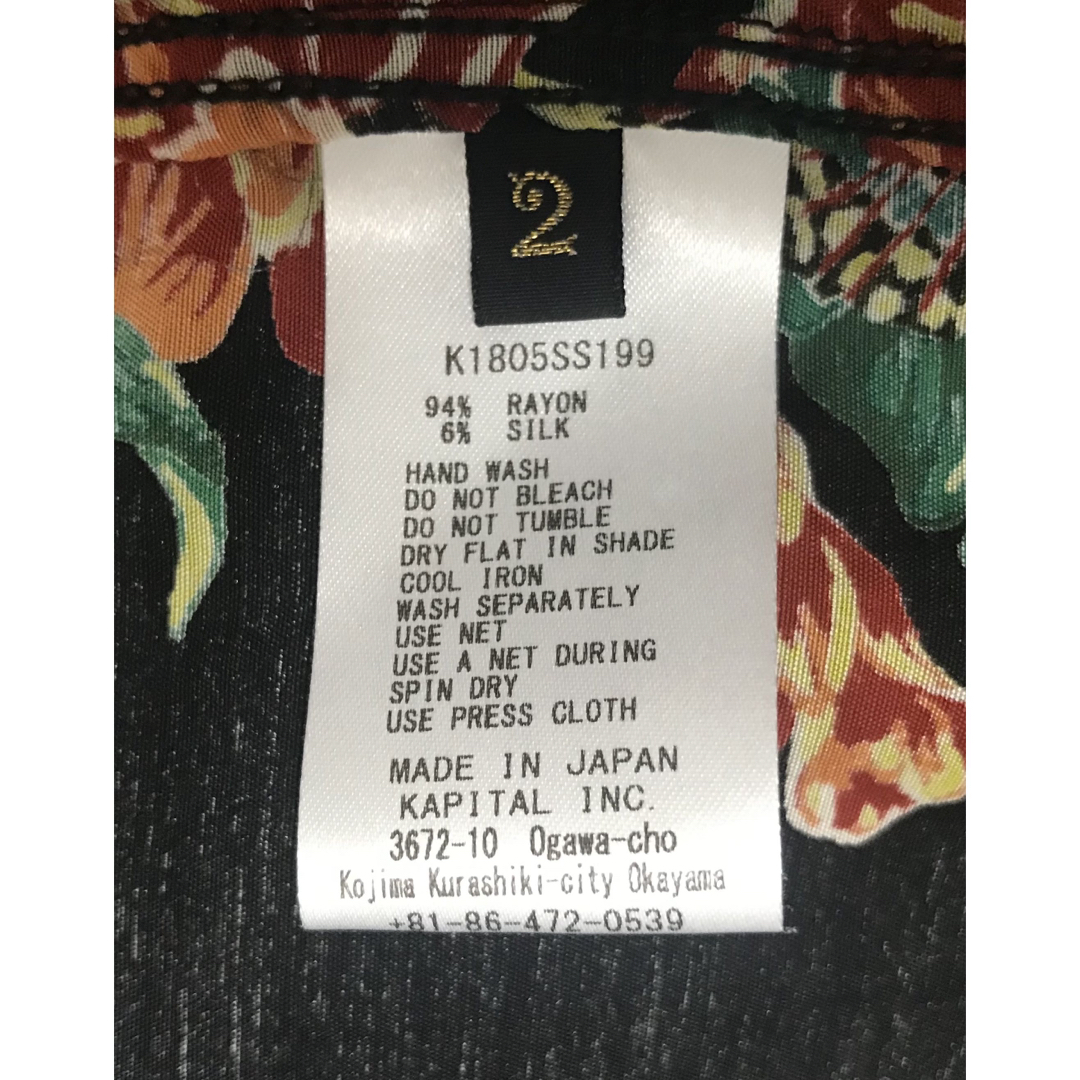 2
K1805SS199
94% RAYON
6% SILK
HAND WASH
DO NOT BLEACH
DO NOT TUMBLE
DRY FLAT IN SHADE
COOL IRON
WASH SEPARATELY
USE NET
USE A NET DURING
SPIN DRY
USE PRESS CLOTH
MADE IN JAPAN
KAPITAL INC.
3672-10 Ogawa-cho
Kojima Kurashiki-city Okayama
+81-86-472-0539